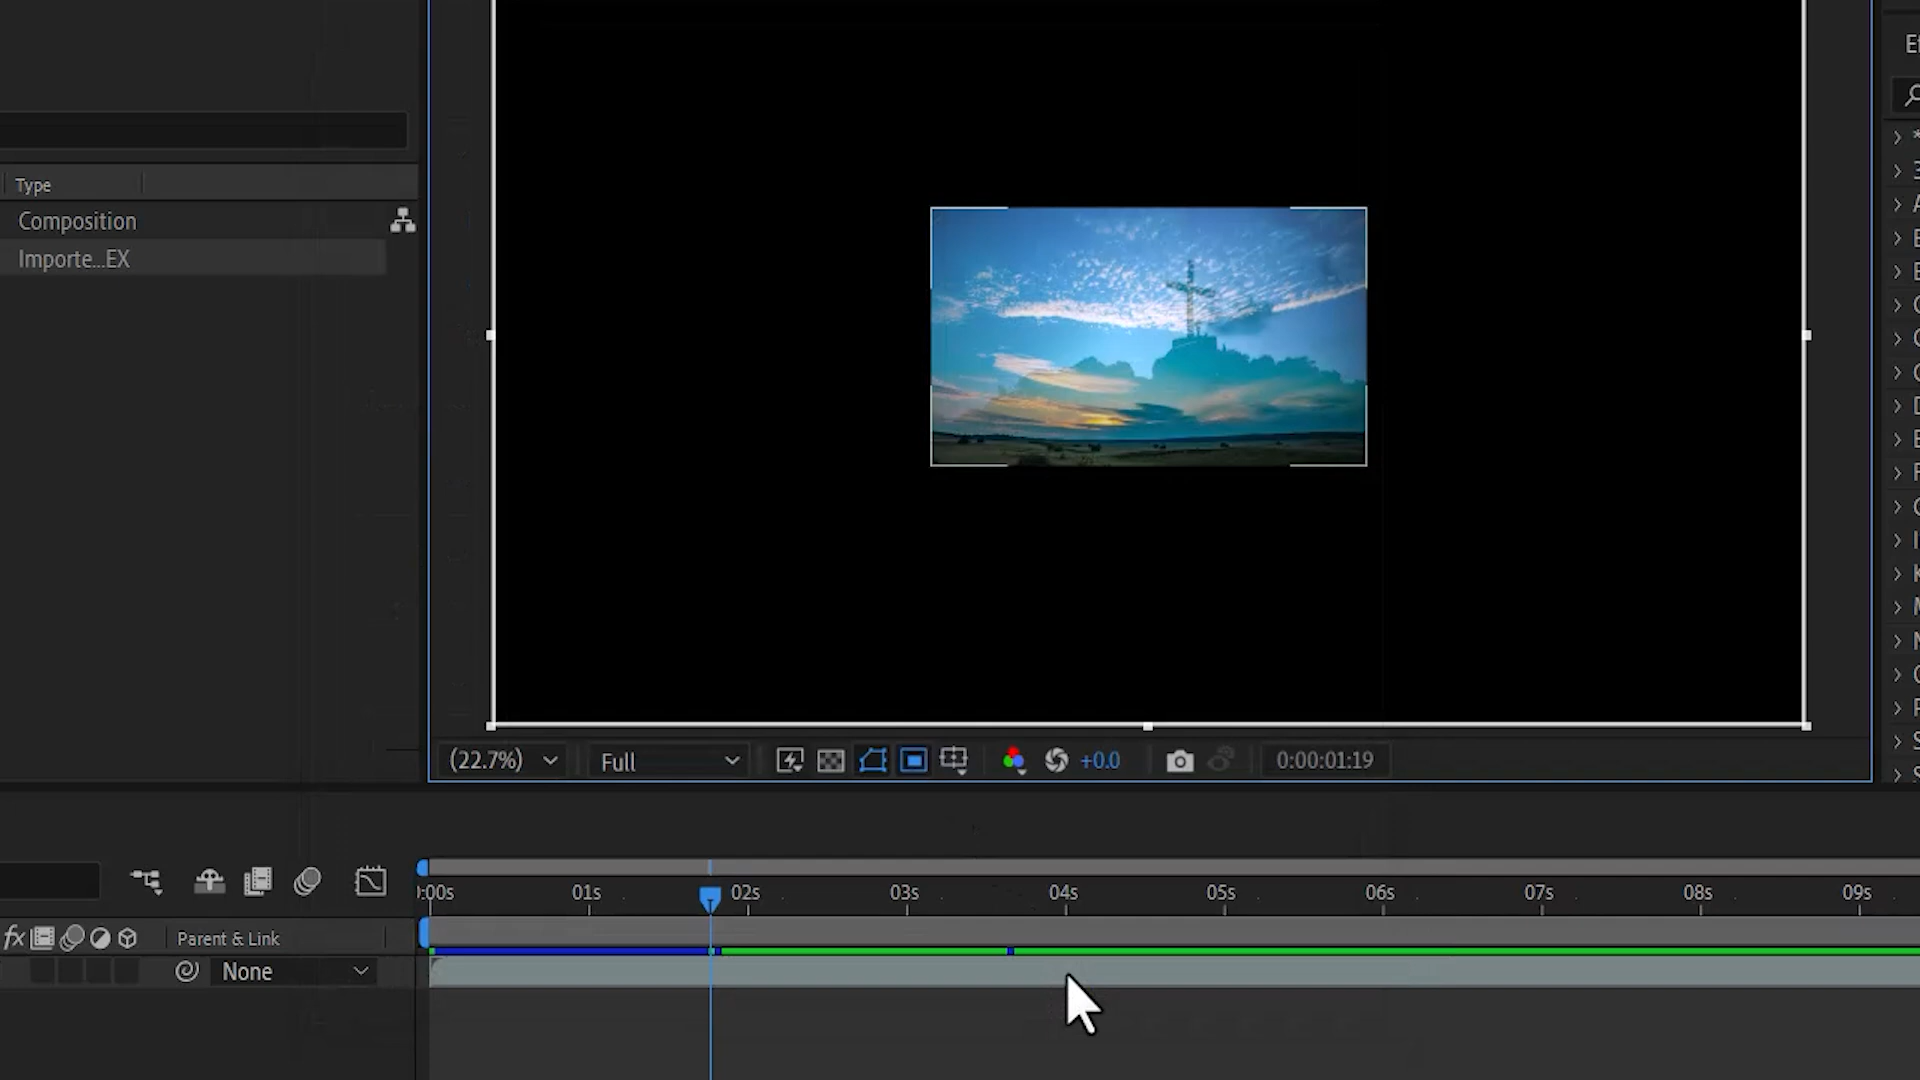 Type
Composition
Importe...EX
(22.7%)
Full
+0.0
0:00:01:19
:00s
01s
02s
03s
04s
05s
06s
07s
08s
09s
fx
Parent & Link
None